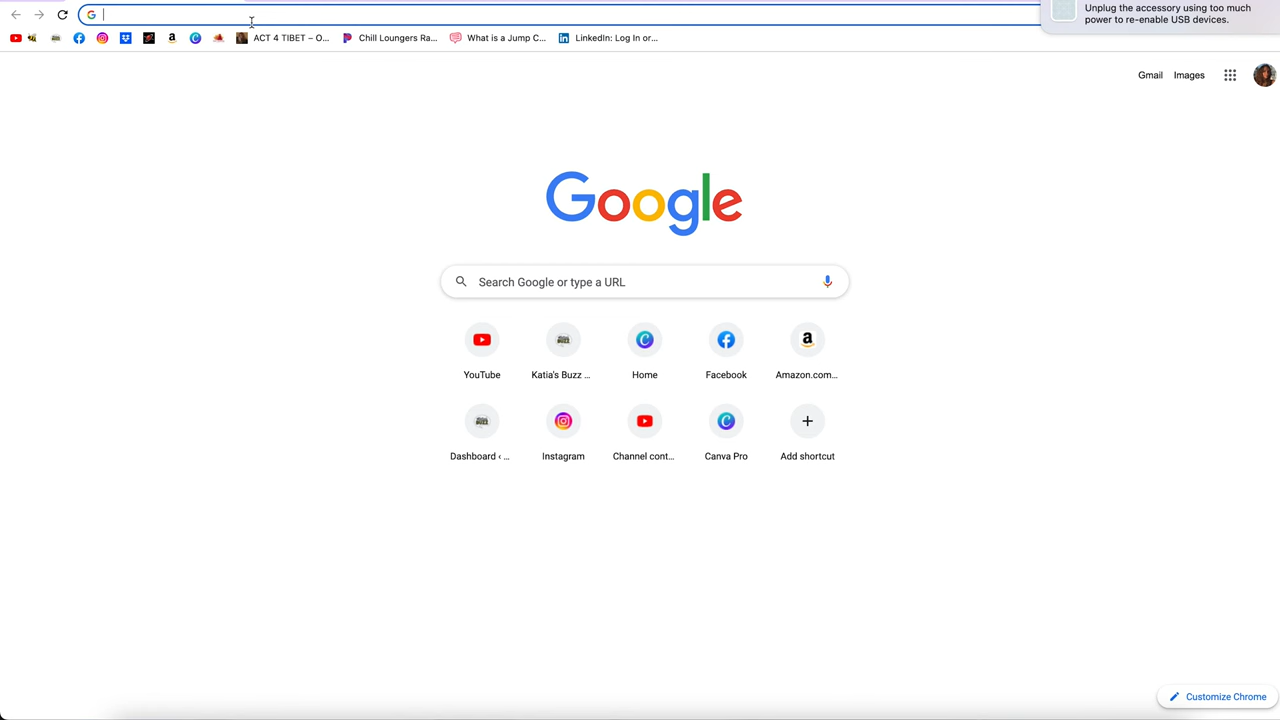 Unplug the accessory using too much
power to re-enable USB devices.
ACT 4 TIBET – O... Chill Loungers Ra... What is a Jump C... LinkedIn: Log In or...
Gmail Images
Google
Search Google or type a URL
YouTube Katia's Buzz ... Home Facebook Amazon.com...
Dashboard ‹ ... Instagram Channel cont... Canva Pro Add shortcut
Customize Chrome